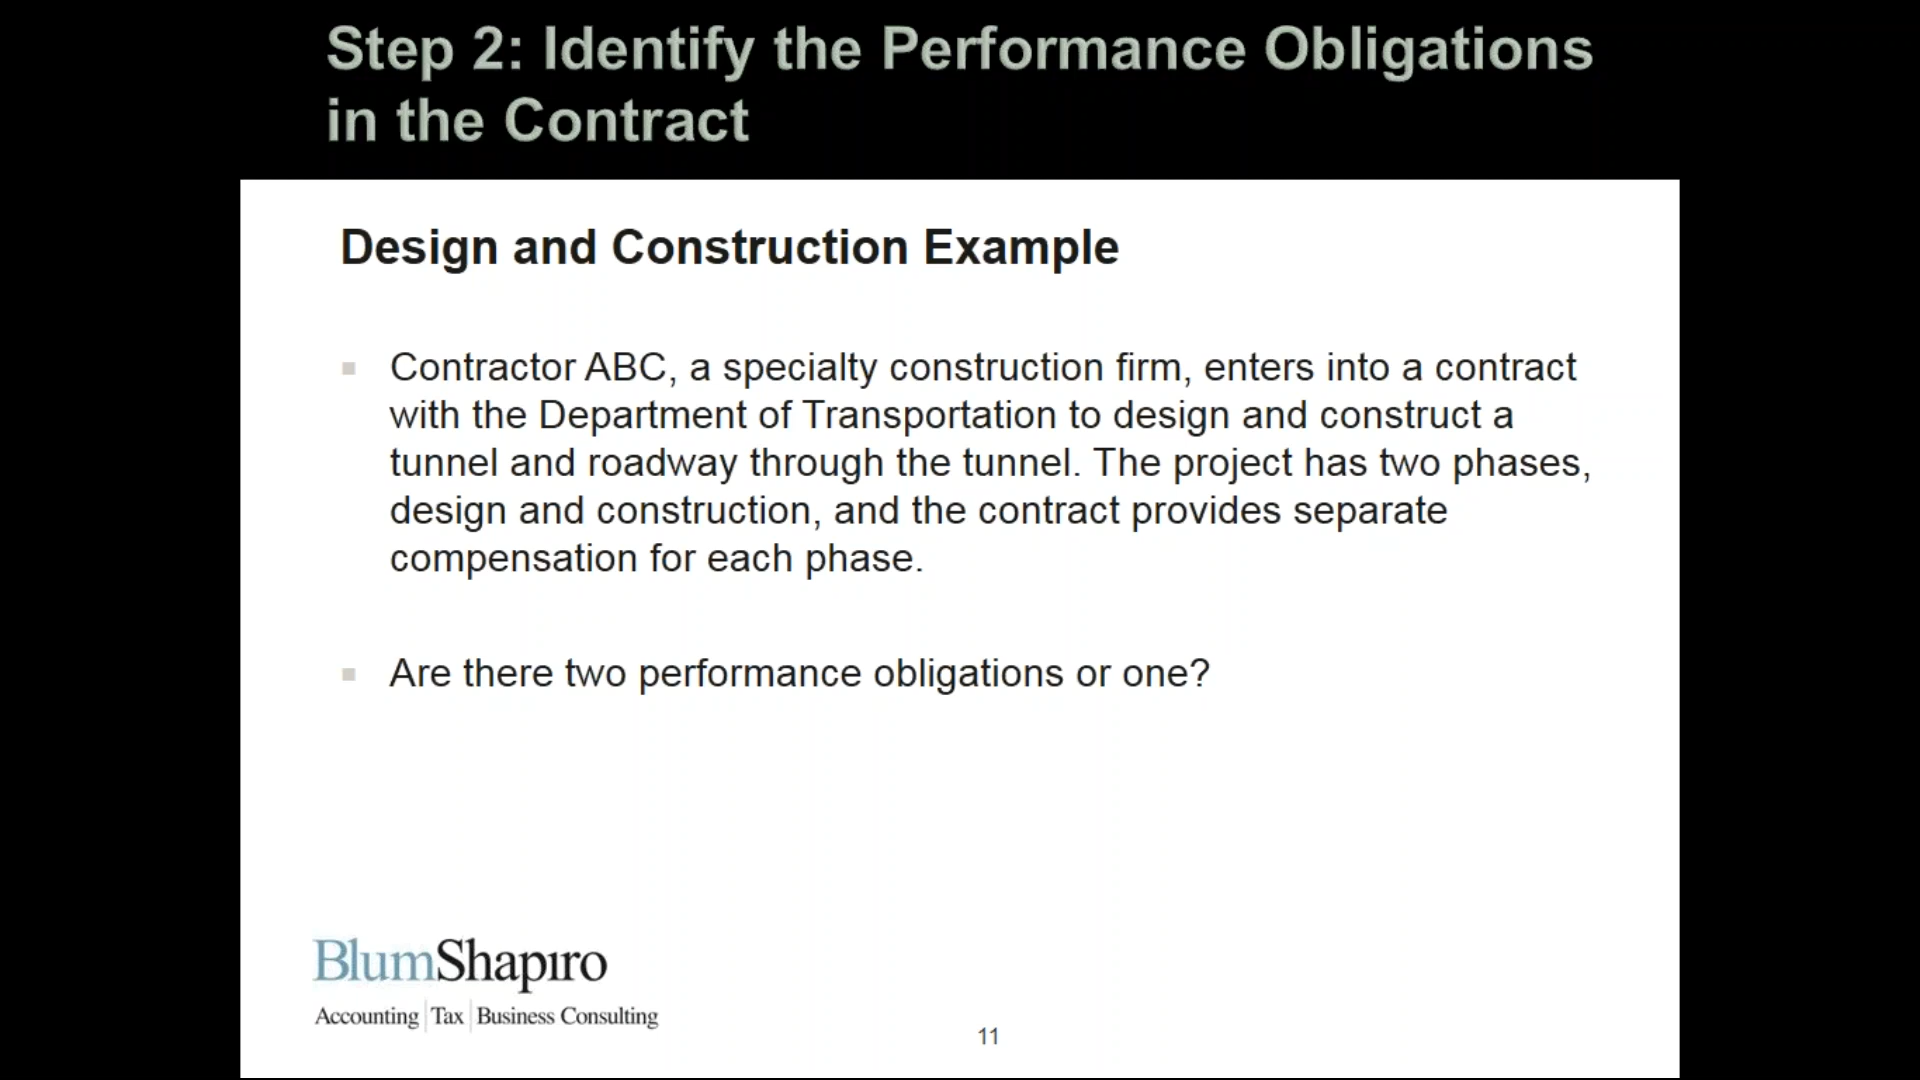 Step 2: Identify the Performance Obligations
in the Contract
Design and Construction Example
Contractor ABC, a specialty construction firm, enters into a contract
with the Department of Transportation to design and construct a
tunnel and roadway through the tunnel. The project has two phases,
design and construction, and the contract provides separate
compensation for each phase.
Are there two performance obligations or one?
BlumShapiro
Accounting | Tax | Business Consulting
11